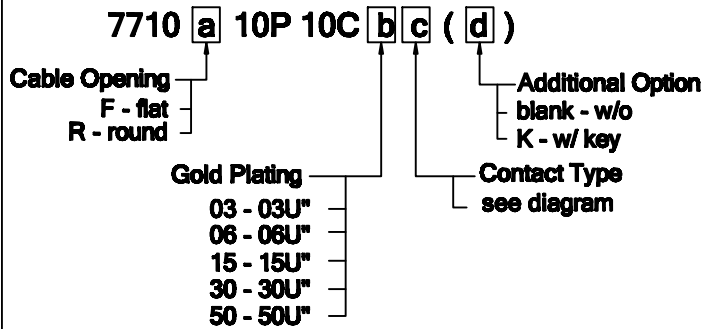 7710 a 10P 10C b c ( d )
Cable Opening
F - flat
R - round
Additional Option
blank - w/o
K - w/ key
Gold Plating
03 - 03U"
06 - 06U"
15 - 15U"
30 - 30U"
50 - 50U"
Contact Type
see diagram